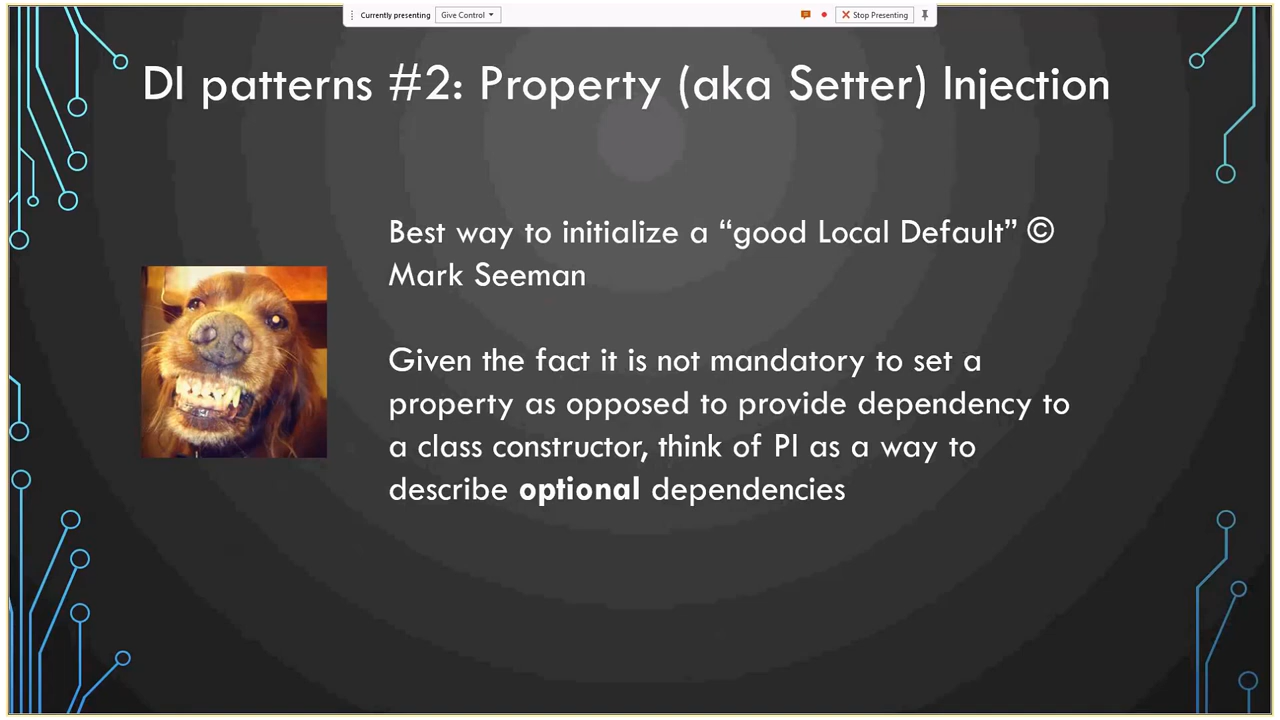 Currently presenting Give Control Stop Presenting
DI patterns #2: Property (aka Setter) Injection
Best way to initialize a “good Local Default” ©
Mark Seeman
Given the fact it is not mandatory to set a
property as opposed to provide dependency to
a class constructor, think of PI as a way to
describe optional dependencies